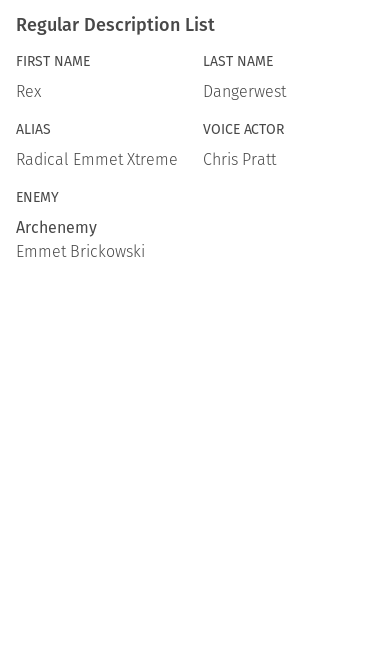 Regular Description List
FIRST NAME
LAST NAME
Rex
Dangerwest
ALIAS
VOICE ACTOR
Radical Emmet Xtreme
Chris Pratt
ENEMY
Archenemy
Emmet Brickowski